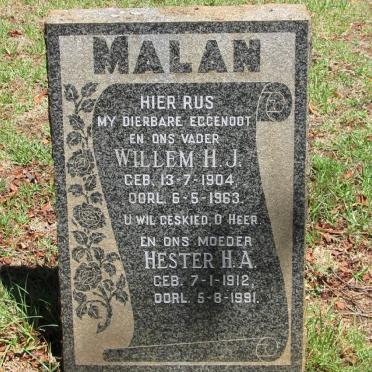 MALAN
HIER RUS
MY DIERBARE EGGENOOT
EN ONS VADER
WILLEM H.J.
GEB. 13-7-1904,
OORL. 6-5-1963.
U WIL GESKIED, O HEER
EN ONS MOEDER
HESTER H.A.
GEB. 7-1-1912,
OORL. 5-8-1991.